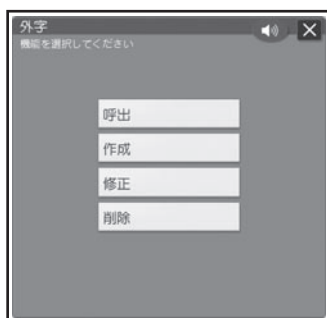 外字
機能を選択してください
呼出
作成
修正
削除